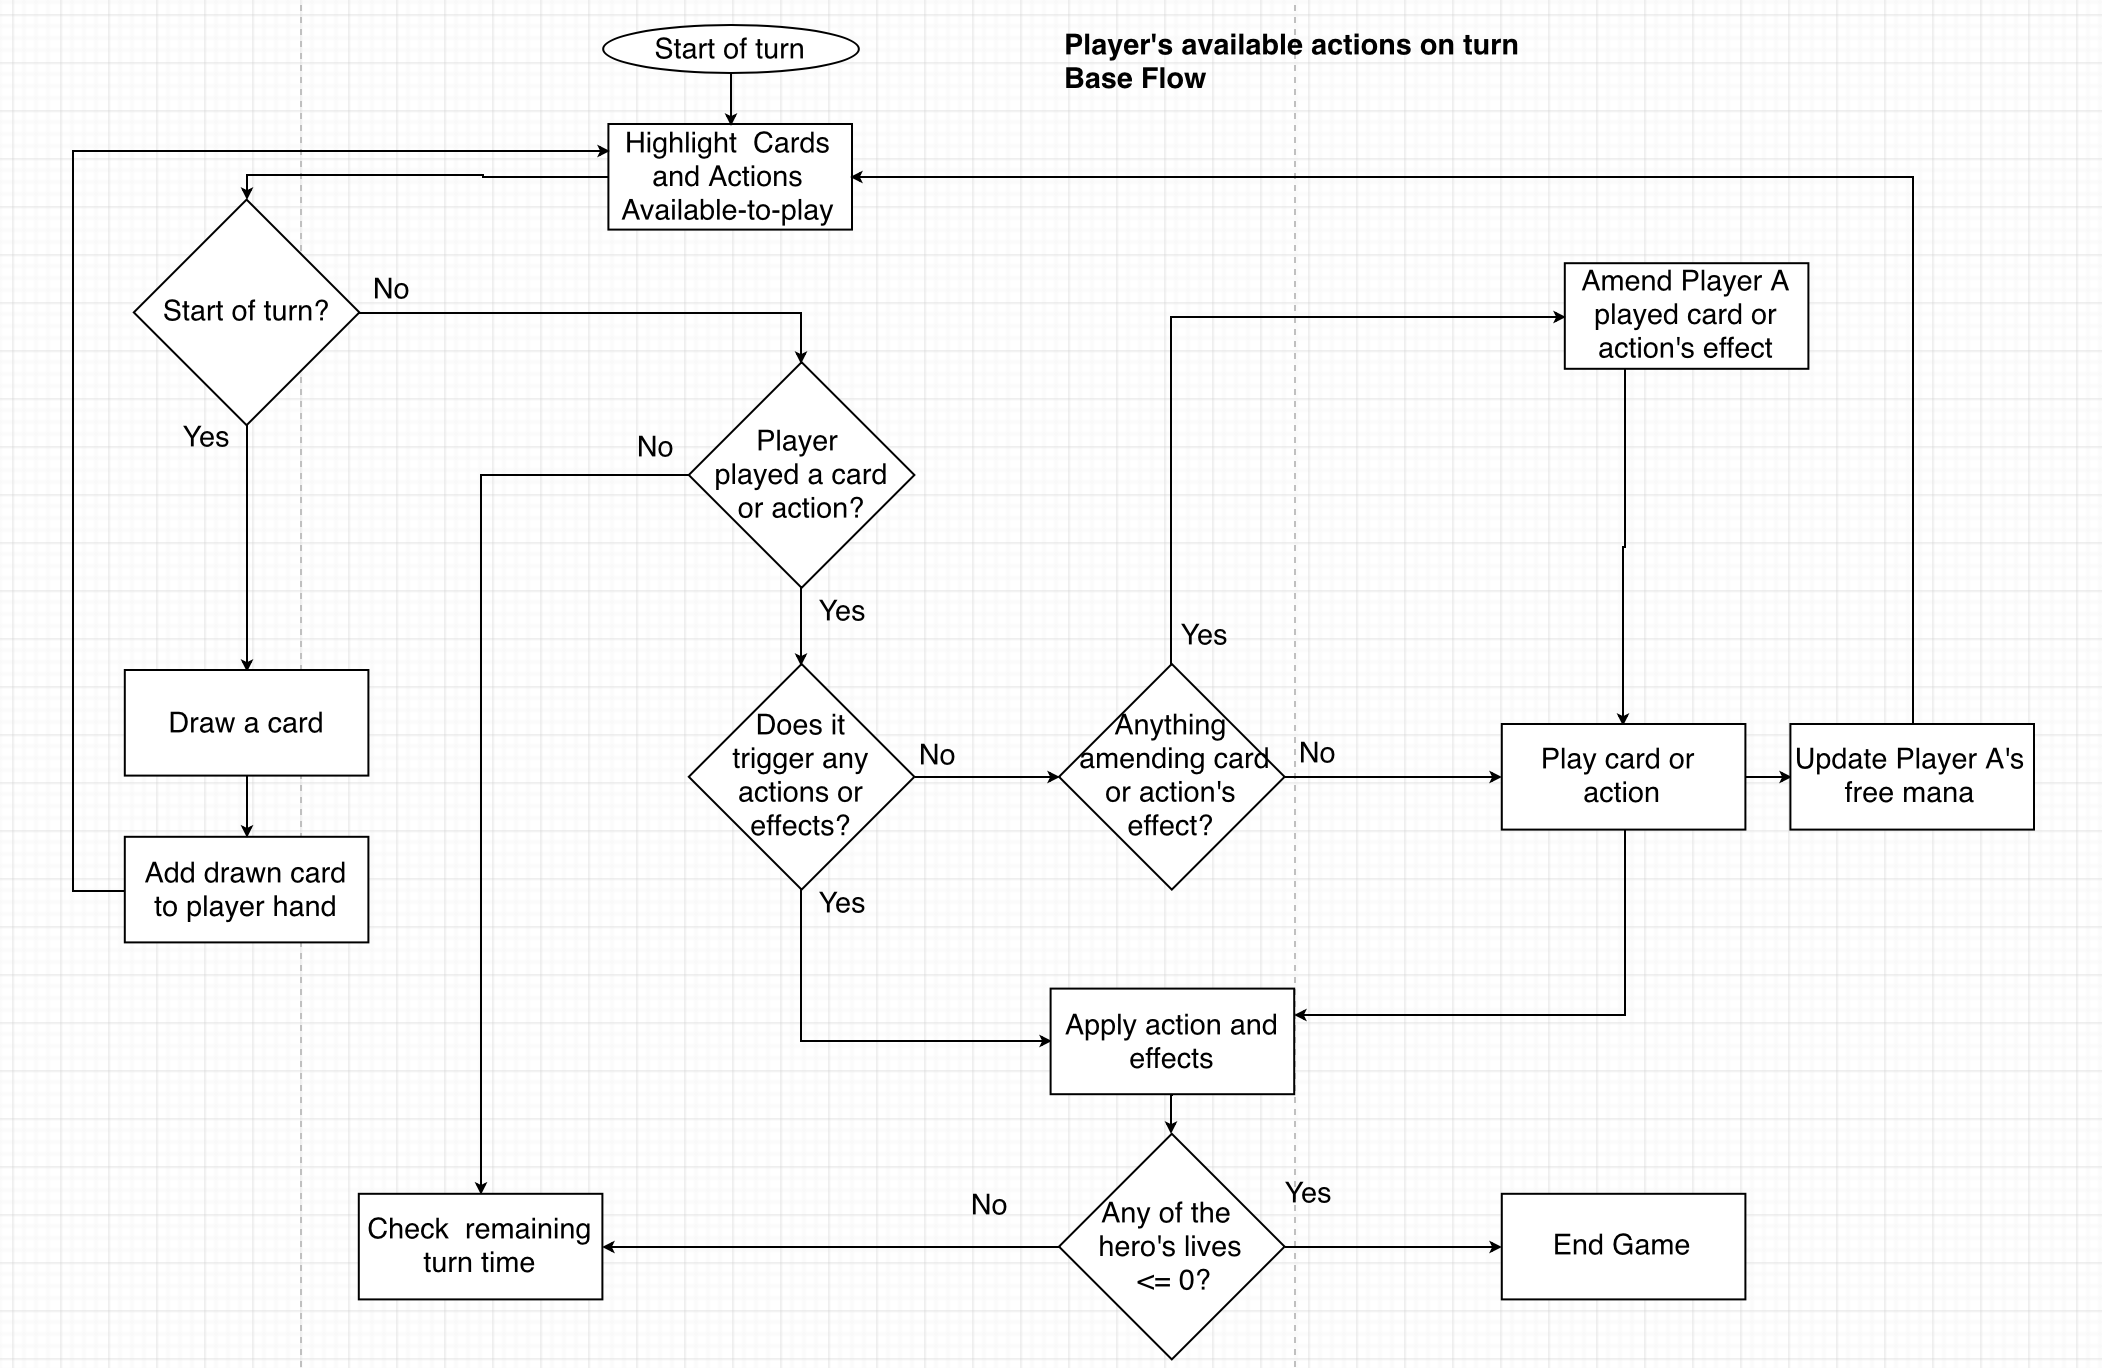 Start of turn
Player's available actions on turn
Base Flow
Highlight  Cards
and Actions
Available-to-play
Start of turn?
No
Yes
Amend Player A
played card or
action's effect
Player
played a card
or action?
No
Yes
Draw a card
Add drawn card
to player hand
Does it
trigger any
actions or
effects?
No
Yes
Anything
amending card
or action's
effect?
Yes
No
Play card or
action
Update Player A's
free mana
Apply action and
effects
Any of the
hero's lives
<= 0?
No
Yes
Check  remaining
turn time
End Game